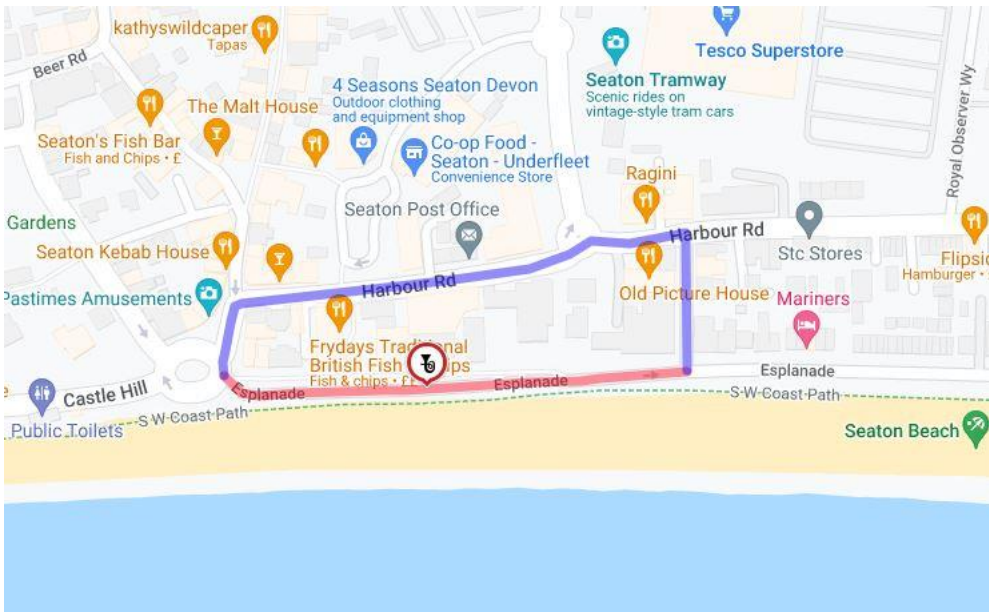 kathyswildcaper
Tapas
Beer Rd
Tesco Superstore
Seaton Tramway
Scenic rides on
vintage-style tram cars
4 Seasons Seaton Devon
Outdoor clothing
and equipment shop
The Malt House
Seaton's Fish Bar
Fish and Chips • £
Co-op Food -
Seaton - Underfleet
Convenience Store
Royal Observer Wy
Ragini
Gardens
Seaton Post Office
Harbour Rd
Seaton Kebab House
Stc Stores
Hamburger •
Pastimes Amusements
Harbour Rd
Old Picture House
Mariners
Frydays Traditional
British Fish
Fish & chips •
Esplanade
Esplanade
Esplanade
Castle Hill
S W Coast Path
S W Coast Path
Public Toilets
Seaton Beach